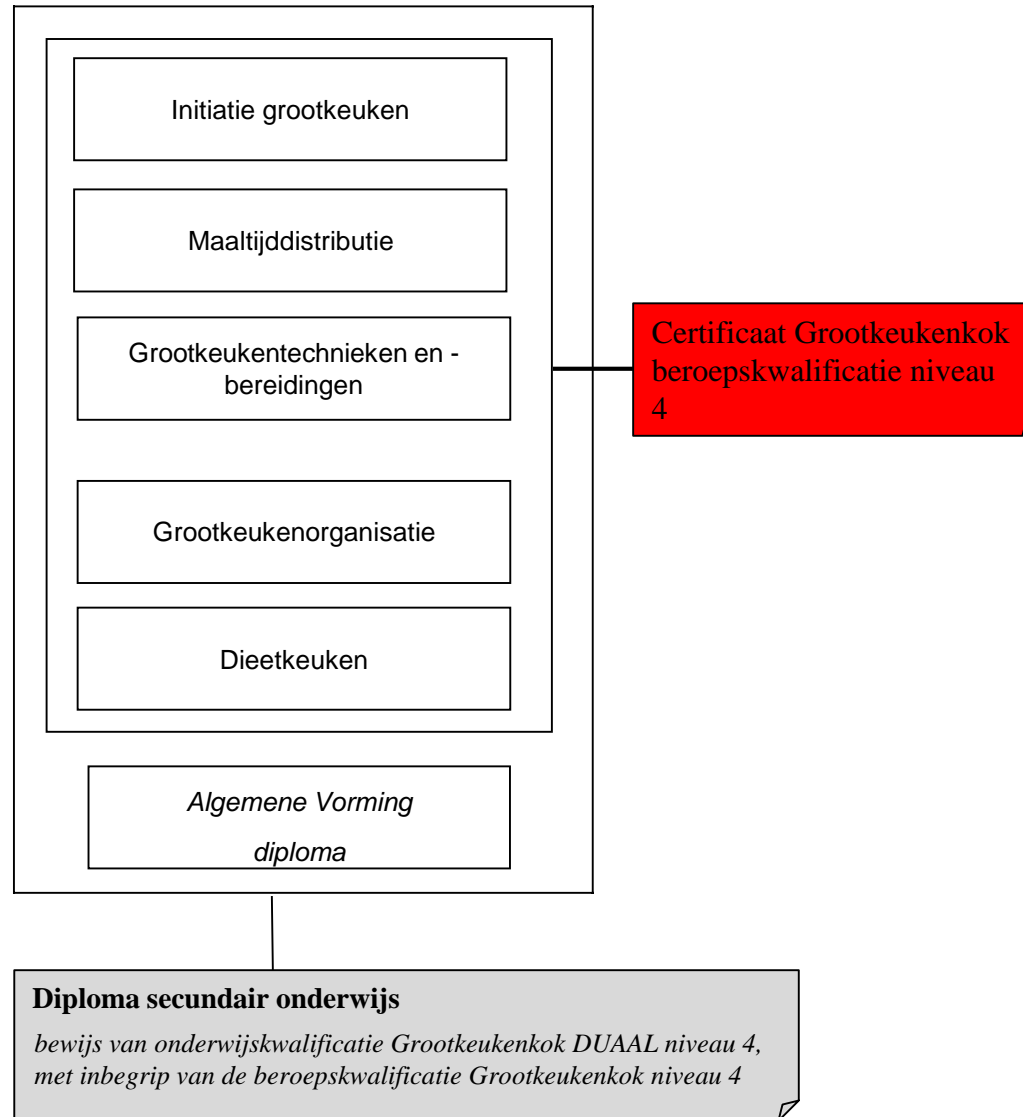 Initiatie grootkeuken
Maaltijddistributie
Grootkeukentechnieken en -
bereidingen
Certificaat Grootkeukenkok
beroepskwalificatie niveau
4
Grootkeukenorganisatie
Dieetkeuken
Algemene Vorming
diploma
Diploma secundair onderwijs
bewijs van onderwijskwalificatie Grootkeukenkok DUAAL niveau 4,
met inbegrip van de beroepskwalificatie Grootkeukenkok niveau 4